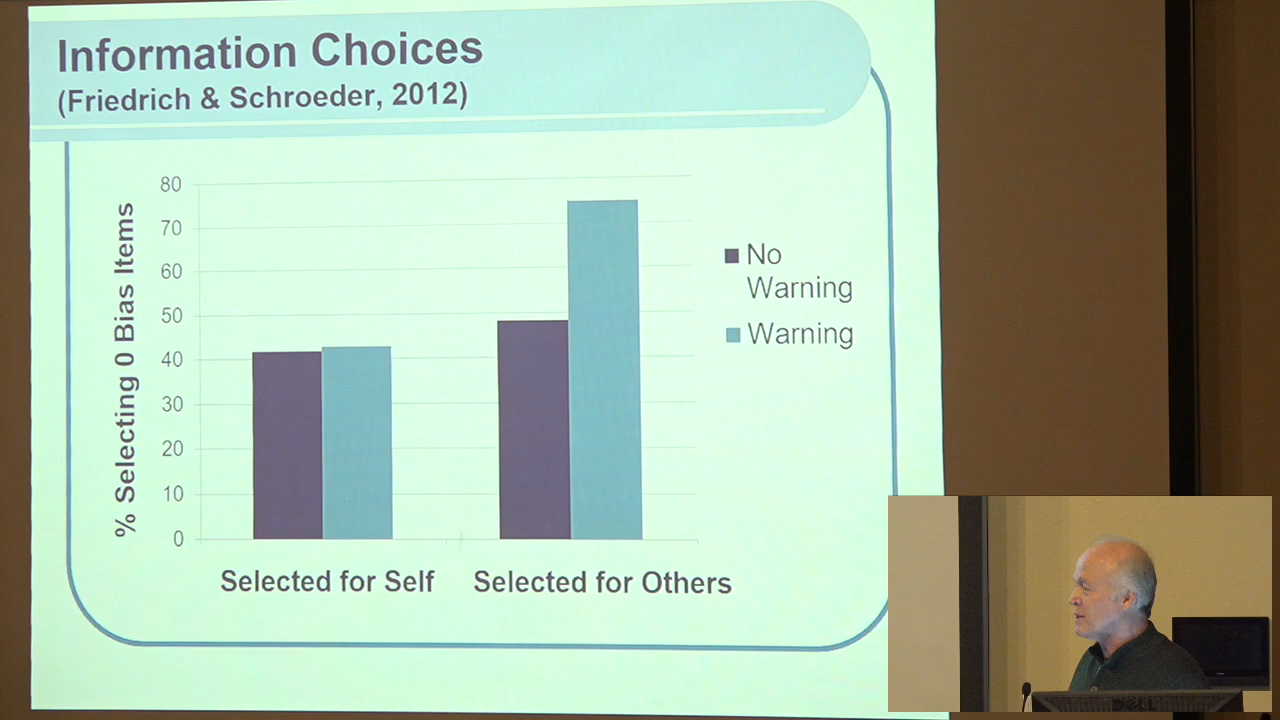 Information Choices
(Friedrich & Schroeder, 2012)
% Selecting 0 Bias Items
80
70
60
50
40
30
20
10
0
No
Warning
Warning
Selected for Self
Selected for Others
DELL